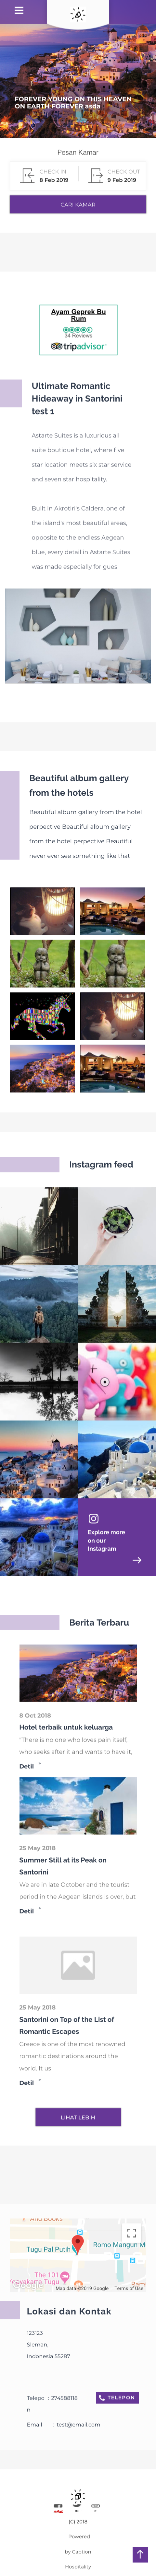 FOREVER YOUNG ON THIS HEAVEN
ON EARTH FOREVER asda
Pesan Kamar
CHECK IN
8 Feb 2019
CHECK OUT
9 Feb 2019
CARI KAMAR
Ayam Geprek Bu
Rum
34 Reviews
tripadvisor
Ultimate Romantic
Hideaway in Santorini
test 1
Astarte Suites is a luxurious all
suite boutique hotel, where five
star location meets six star service
and seven star hospitality.
Built in Akrotiri's Caldera, one of
the island's most beautiful areas,
opposite to the endless Aegean
blue, every detail in Astarte Suites
was made especially for gues
Beautiful album gallery
from the hotels
Beautiful album gallery from the hotel
perpective Beautiful album gallery
from the hotel perpective Beautiful
never ever see something like that
Instagram feed
Explore more
on our
Instagram
Berita Terbaru
8 Oct 2018
Hotel terbaik untuk keluarga
"There is no one who loves pain itself,
who seeks after it and wants to have it,
Detil +
25 May 2018
Summer Still at its Peak on
Santorini
We are in late October and the tourist
period in the Aegean islands is over, but
Detil +
25 May 2018
Santorini on Top of the List of
Romantic Escapes
Greece is one of the most renowned
romantic destinations around the
world. It us
Detil +
LIHAT LEBIH
Tugu Pal Putih
Romo Mangun M
The 101
Yogyakarta Tugu
Map data ©2019 Google Terms of Use
Lokasi dan Kontak
123123
Sleman,
Indonesia 55287
Telepo : 274588118
n
TELEPON
Email : test@email.com
(C) 2018
Powered
by Caption
Hospitality